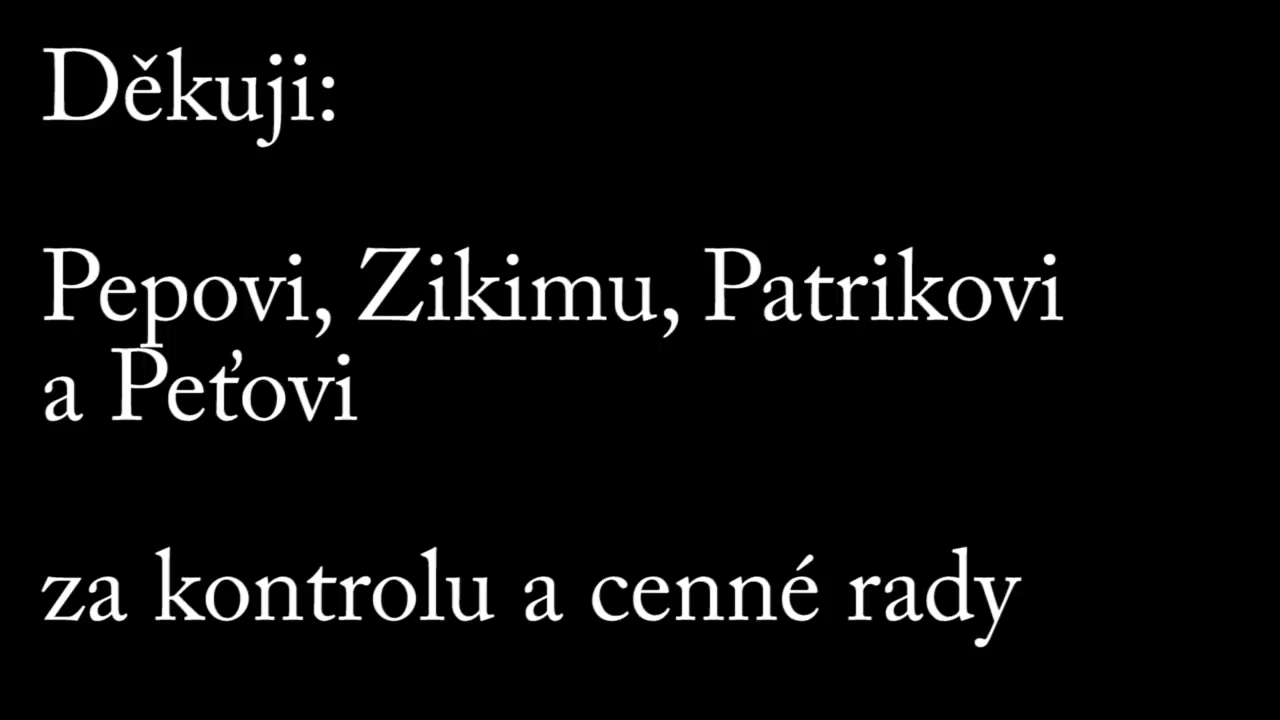 Děkuji:
Pepovi, Zikimu, Patrikovi
a Peťovi
za kontrolu a cenné rady